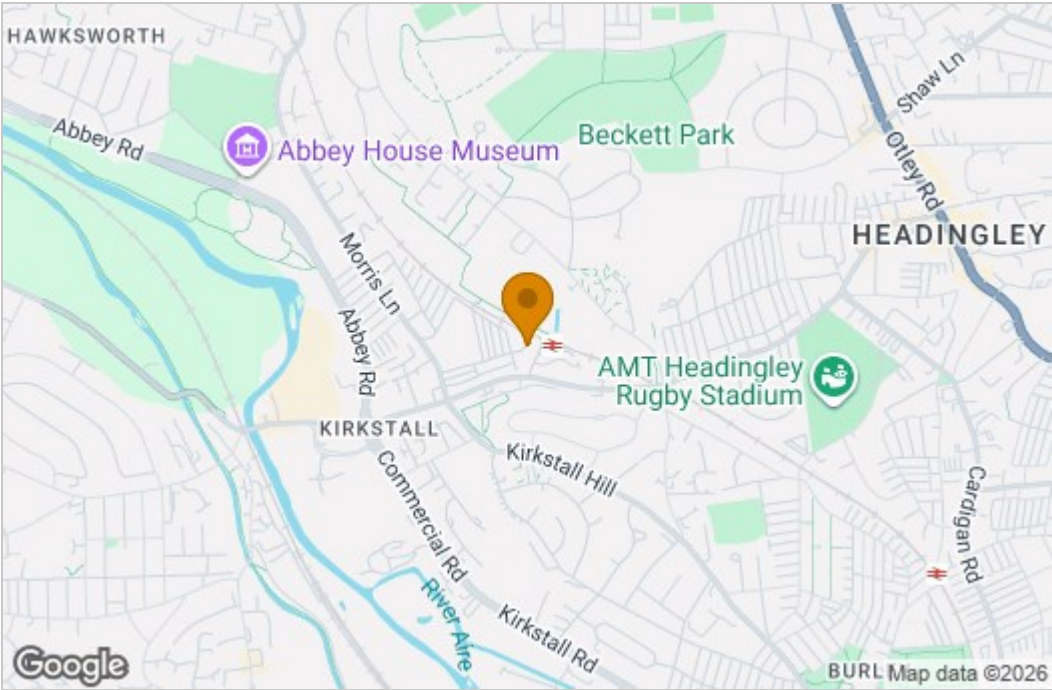 HAWKSWORTH
Shaw Ln
Abbey Rd
Abbey House Museum
Beckett Park
Otley Rd
HEADINGLEY
Morris Ln
Abbey Rd
AMT Headingley
Rugby Stadium
KIRKSTALL
Kirkstall Hill
Commercial Rd
Cardigan Rd
River Aire
Kirkstall Rd
Google
BURL
Map data ©2026